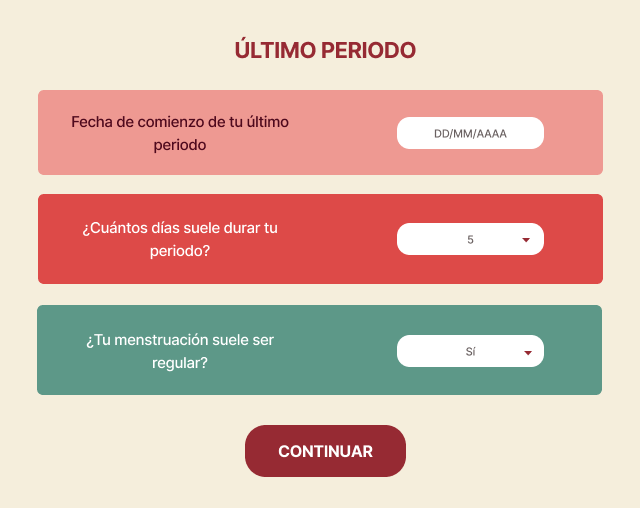 ÚLTIMO PERIODO
Fecha de comienzo de tu último
periodo
DD/MM/AAAA
¿Cuántos días suele durar tu
periodo?
5
¿Tu menstruación suele ser
regular?
Sí
CONTINUAR